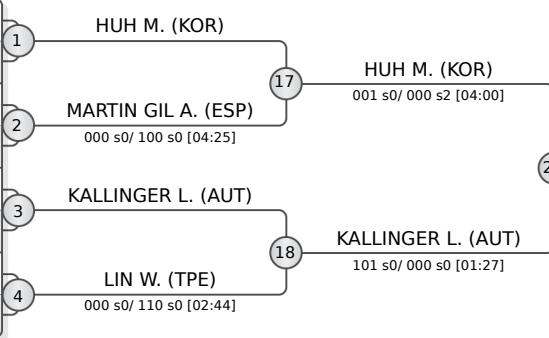 HUH M. (KOR)
1
17
HUH M. (KOR)
001 s0/ 000 s2 [04:00]
MARTIN GIL A. (ESP)
2
000 s0/ 100 s0 [04:25]
KALLINGER L. (AUT)
3
18
KALLINGER L. (AUT)
101 s0/ 000 s0 [01:27]
LIN W. (TPE)
4
000 s0/ 110 s0 [02:44]